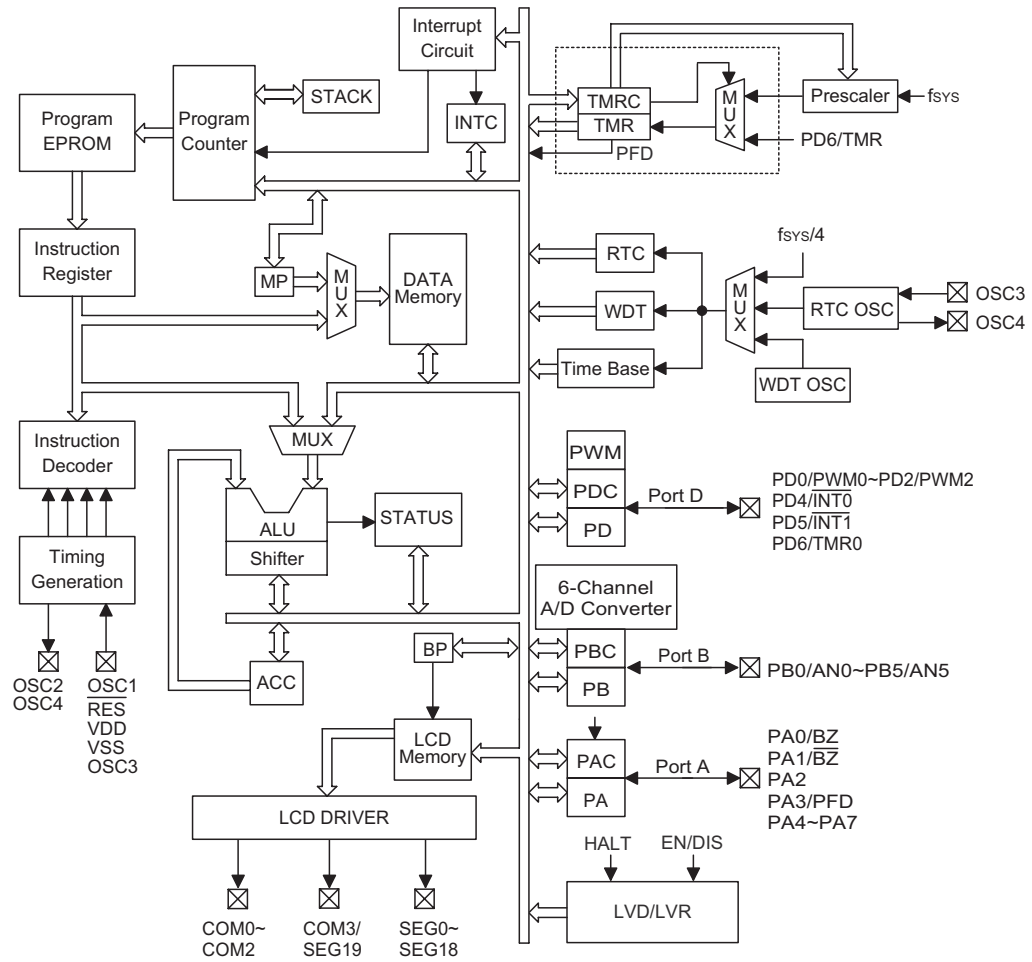 Interrupt
Circuit
STACK
INTC
Program
EPROM
Program
Counter
TMRC
TMR
PFD
MUX
Prescaler
fSYS
PD6/TMR
Instruction
Register
MP
MUX
DATA
Memory
RTC
WDT
Time Base
fSYS/4
MUX
RTC OSC
OSC3
OSC4
WDT OSC
Instruction
Decoder
MUX
ALU
Shifter
STATUS
PWM
PDC
PD
Port D
PD0/PWM0~PD2/PWM2
PD4/I̅N̅T̅0̅
PD5/I̅N̅T̅1̅
PD6/TMR0
Timing
Generation
OSC2
OSC4
OSC1
R̅E̅S̅
VDD
VSS
OSC3
ACC
BP
LCD
Memory
6-Channel
A/D Converter
PBC
PB
Port B
PB0/AN0~PB5/AN5
PAC
PA
Port A
PA0/BZ
PA1/B̅Z̅
PA2
PA3/PFD
PA4~PA7
LCD DRIVER
COM0~
COM2
COM3/
SEG19
SEG0~
SEG18
HALT
EN/DIS
LVD/LVR